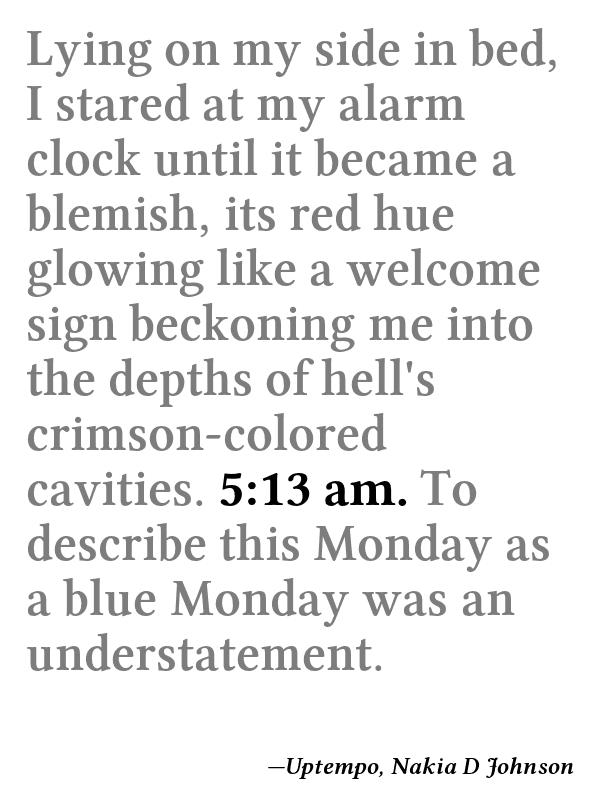 Lying on my side in bed,
I stared at my alarm
clock until it became a
blemish, its red hue
glowing like a welcome
sign beckoning me into
the depths of hell's
crimson-colored
cavities. 5:13 am. To
describe this Monday as
a blue Monday was an
understatement.
—Uptempo, Nakia D Johnson